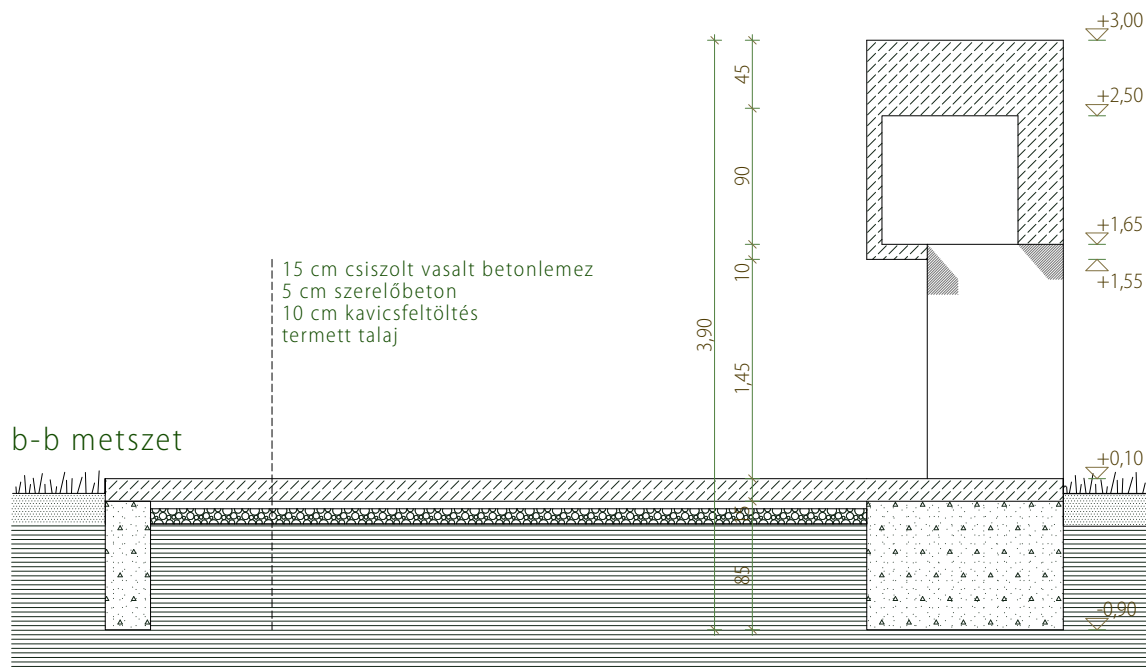 +3,00
45
+2,50
90
+1,65
10
+1,55
15 cm csiszolt vasalt betonlemez
5 cm szerelőbeton
10 cm kavicsfeltöltés
termett talaj
3,90
1,45
b-b metszet
+0,10
85
-0,90